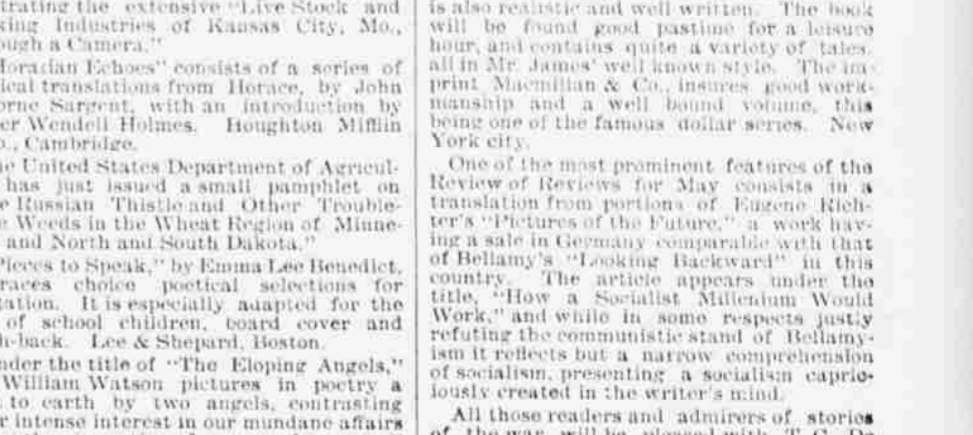 trating the extensive "Live Stock and
king Industries of Kansas City, Mo.,
ough a Camera."
Horatian Echoes" consists of a series of
ical translations from Horace, by John
orne Sargent, with an introduction by
er Wendell Holmes. Houghton Mifflin
o., Cambridge.
ne United States Department of Agricul-
has just issued a small pamphlet on
e Russian Thistle and Other Trouble-
e Weeds in the Wheat Region of Minne-
and North and South Dakota."
Pieces to Speak," by Emma Lee Benedict,
races choice poetical selections for
tation. It is especially adapted for the
of school children, board cover and
h-back. Lee & Shepard, Boston.
nder the title of "The Eloping Angels,"
William Watson pictures in poetry a
to earth by two angels, contrasting
r intense interest in our mundane affairs
is also realistic and well written. The book
will be found good pastime for a leisure
hour, and contains quite a variety of tales,
all in Mr. James' well known style. The im-
print Macmillan & Co., insures good work-
manship and a well bound volume, this
being one of the famous dollar series. New
York city.
One of the most prominent features of the
Review of Reviews for May consists in a
translation from portions of Eugene Rich-
ter's "Pictures of the Future," a work hav-
ing a sale in Germany comparable with that
of Bellamy's "Looking Backward" in this
country. The article appears under the
title, "How a Socialist Millenium Would
Work," and while in some respects justly
refuting the communistic stand of Bellamy-
ism it reflects but a narrow comprehension
of socialism, presenting a socialism capric-
iously created in the writer's mind.
All those readers and admirers of stories
of the war will be pleased with T. C. De